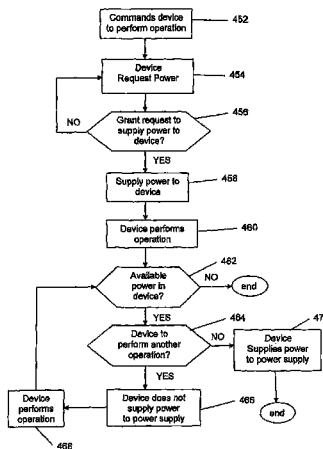 Commands device
to perform operation
452
Device
Request Power
454
NO
Grant request to
supply power to
device?
456
YES
Supply power to
device
458
Device performs
operation
460
Available
power in
device?
462
NO
end
YES
464
Device to
perform another
operation?
NO
47
Device
Supplies power
to power supply
YES
Device
performs
operation
Device does not
supply power
to power supply
466
end
468